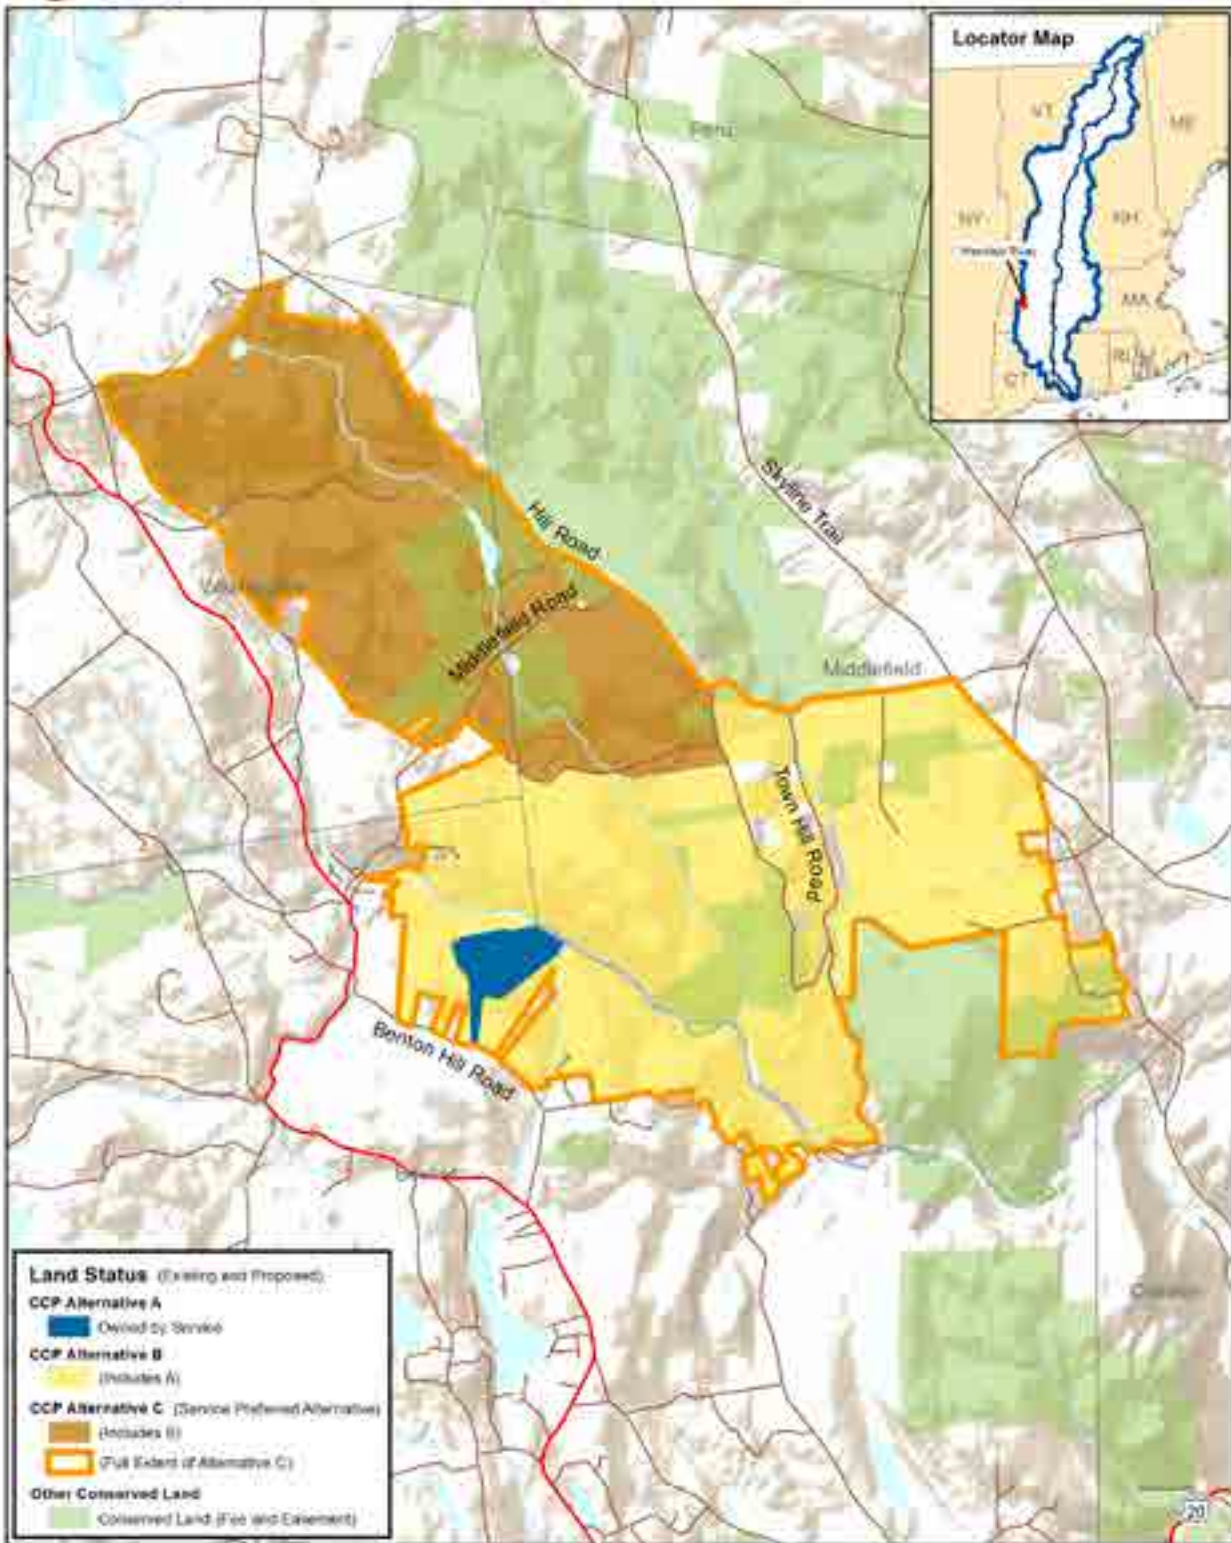 Locator Map
VT
ME
NY
NH
MA
CT
RI
Peru
Skyline Trail
Hill Road
Middlefield Road
Middlefield
Town Hill Road
Benton Hill Road
Land Status (Existing and Proposed)
CCP Alternative A
Owned by Service
CCP Alternative B
(Includes A)
CCP Alternative C (Service Preferred Alternative)
(Includes B)
(Full Extent of Alternative C)
Other Conserved Land
Conserved Land (Fee and Easement)
20